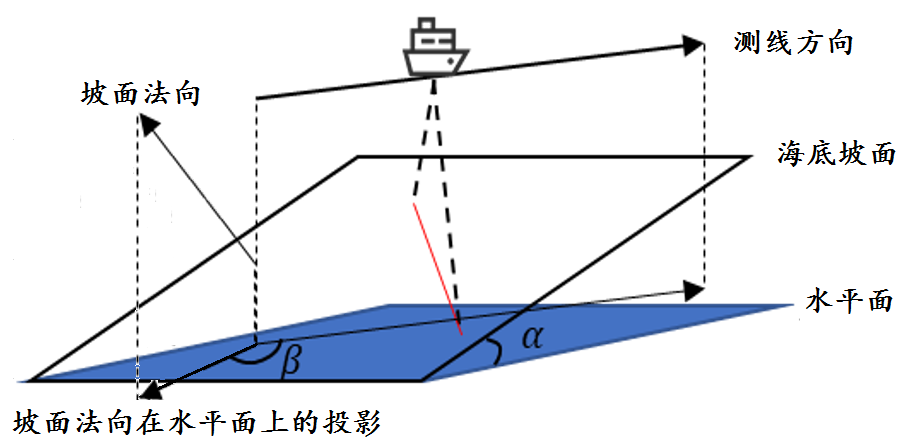 测线方向
坡面法向
海底坡面
水平面
α
β
坡面法向在水平面上的投影